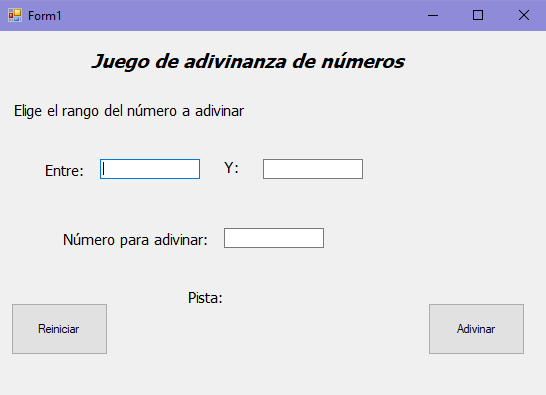 Form1
Juego de adivinanza de números
Elige el rango del número a adivinar
Entre: Y:
Número para adivinar:
Pista:
Reiniciar Adivinar